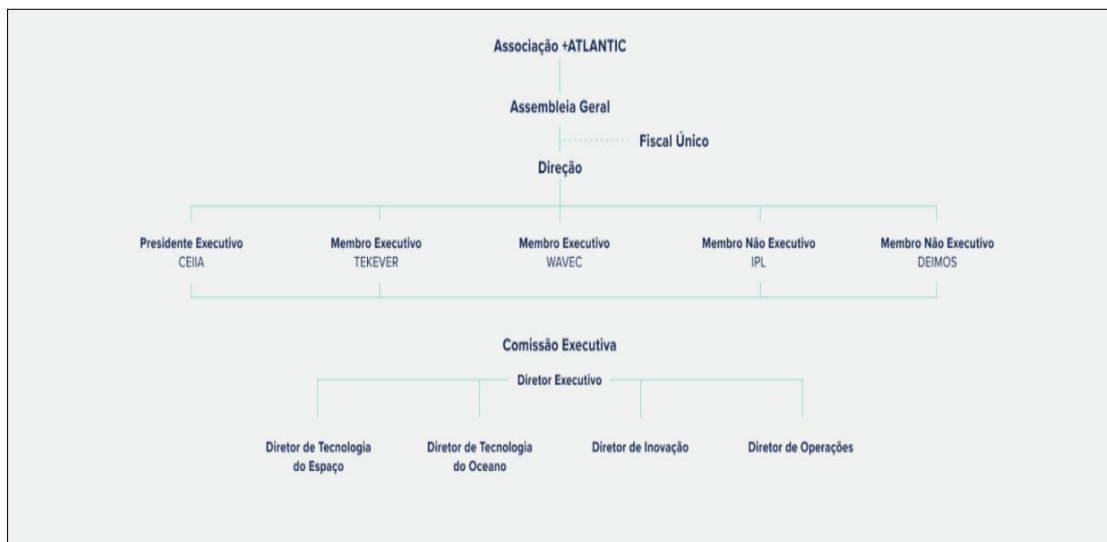 Associação +ATLANTIC
Assembleia Geral
Fiscal Único
Direção
Presidente Executivo
CEIIA
Membro Executivo
TEKEVER
Membro Executivo
WAVEC
Membro Não Executivo
IPL
Membro Não Executivo
DEIMOS
Comissão Executiva
Diretor Executivo
Diretor de Tecnologia
do Espaço
Diretor de Tecnologia
do Oceano
Diretor de Inovação
Diretor de Operações